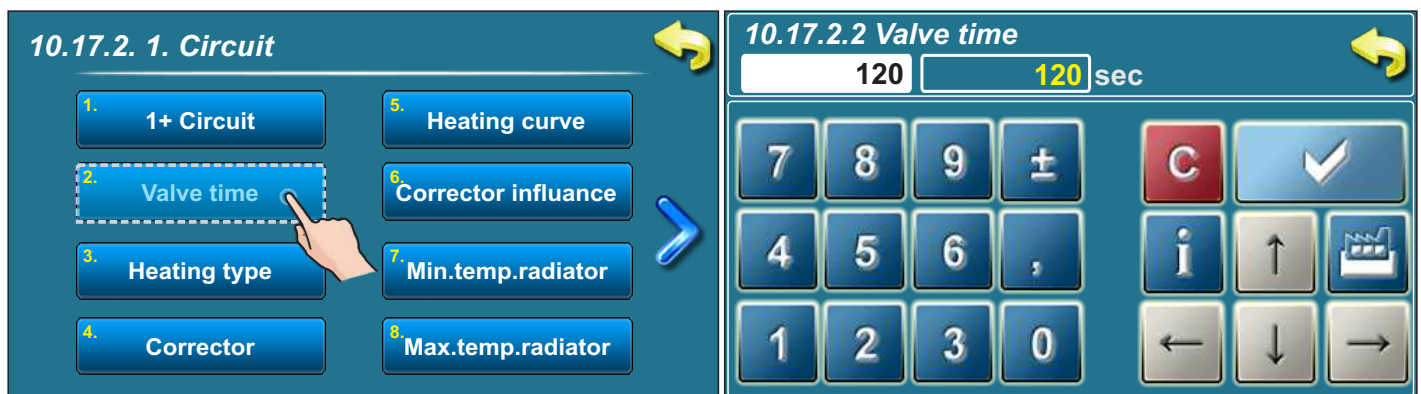 10.17.2. 1. Circuit
1. 1+ Circuit
2. Valve time
3. Heating type
4. Corrector
5. Heating curve
6. Corrector influance
7. Min.temp.radiator
8. Max.temp.radiator
10.17.2.2 Valve time
120 120 sec
7 8 9 ± C
4 5 6 , i ↑
1 2 3 0 ← ↓ →